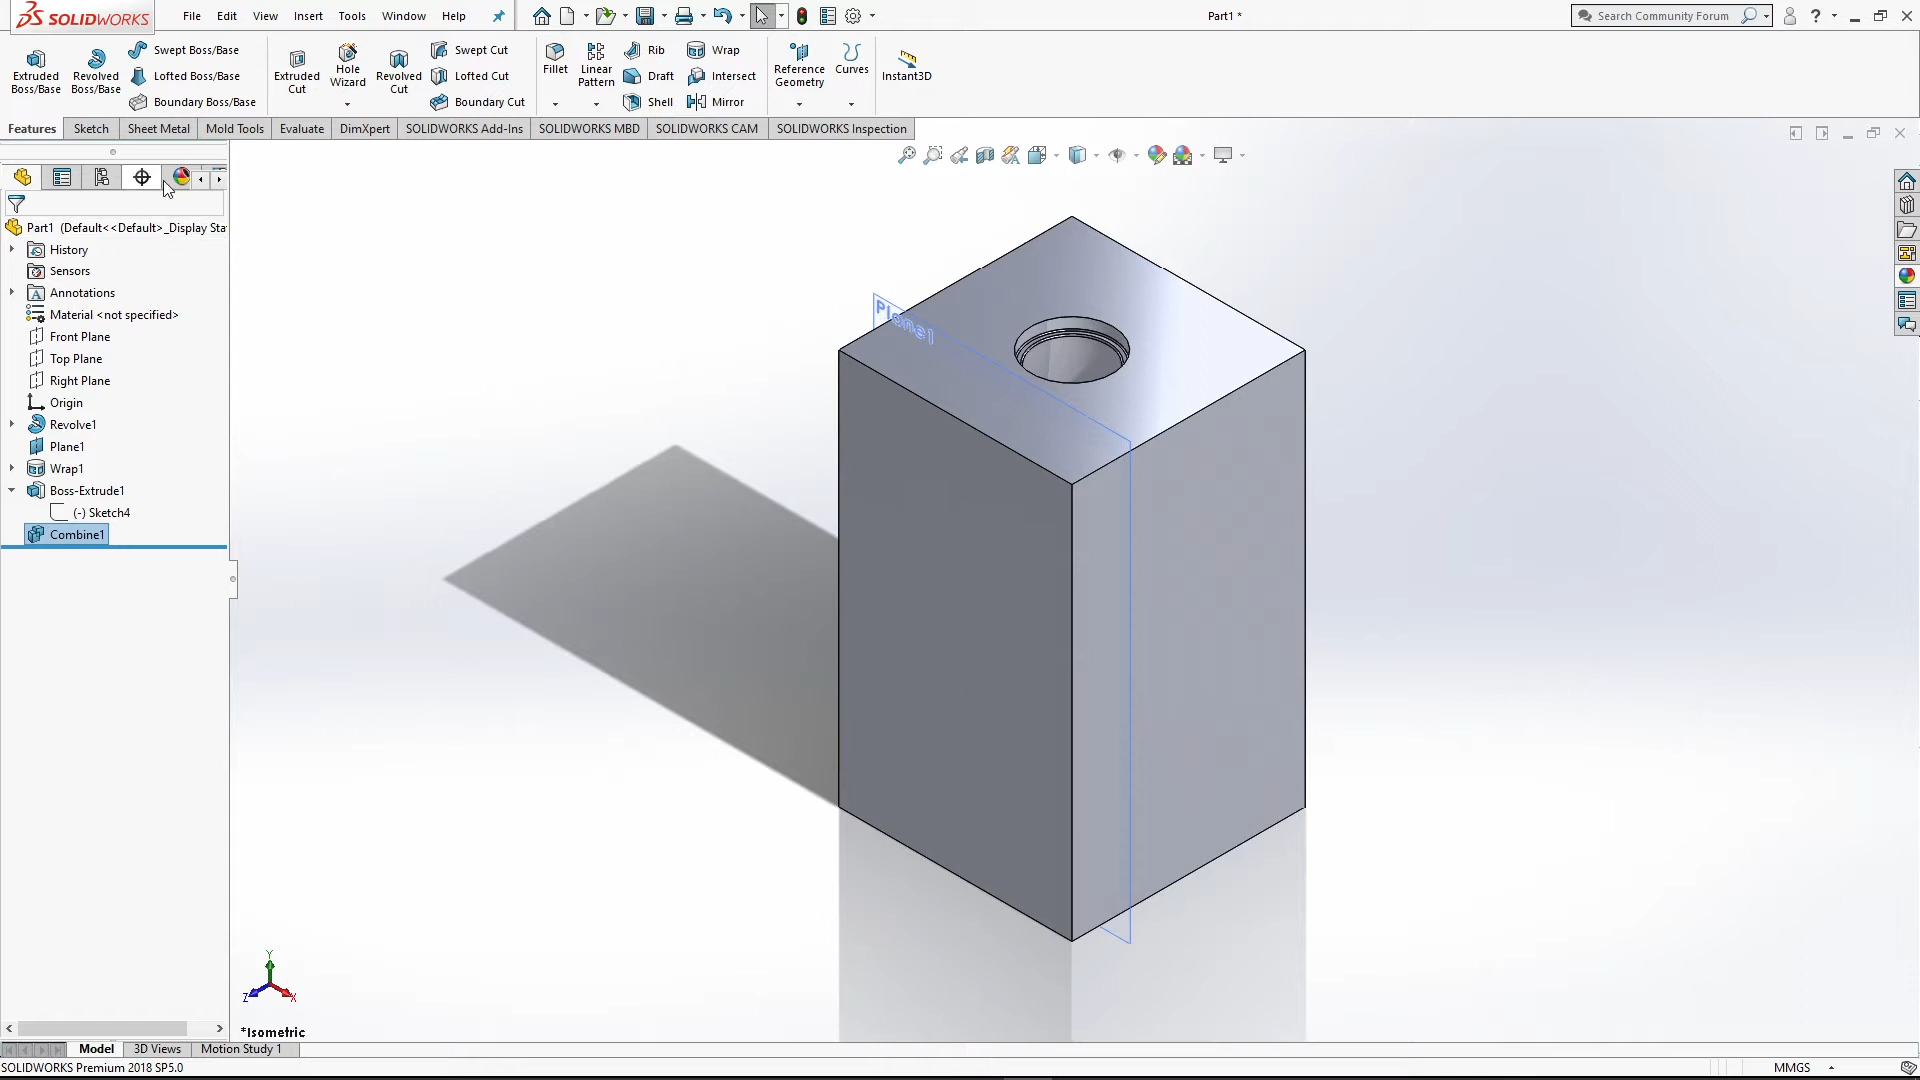 SOLIDWORKS File Edit View Insert Tools Window Help Part1 * Search Community Forum ?
Extruded Boss/Base
Revolved Boss/Base
Swept Boss/Base
Lofted Boss/Base
Boundary Boss/Base
Extruded Cut
Hole Wizard
Revolved Cut
Swept Cut
Lofted Cut
Boundary Cut
Fillet
Linear Pattern
Rib
Draft
Shell
Wrap
Intersect
Mirror
Reference Geometry
Curves
Instant3D
Features Sketch Sheet Metal Mold Tools Evaluate DimXpert SOLIDWORKS Add-Ins SOLIDWORKS MBD SOLIDWORKS CAM SOLIDWORKS Inspection
Part1 (Default<<Default>_Display Sta
History
Sensors
Annotations
Material <not specified>
Front Plane
Top Plane
Right Plane
Origin
Revolve1
Plane1
Wrap1
Boss-Extrude1
(-) Sketch4
Combine1
Plane1
Y
Z
X
*Isometric
Model 3D Views Motion Study 1
SOLIDWORKS Premium 2018 SP5.0 MMGS